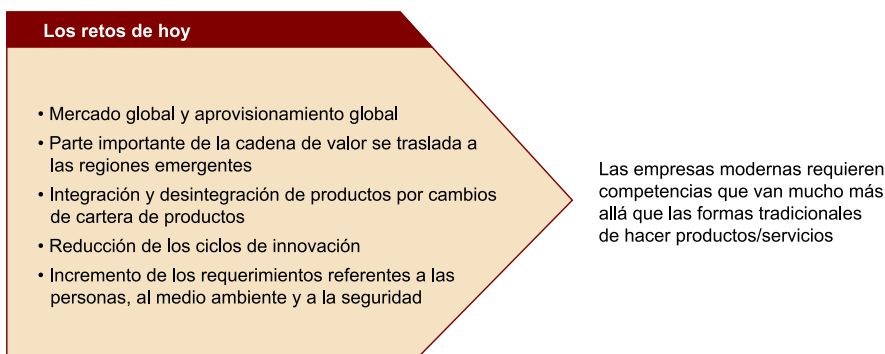 Los retos de hoy
• Mercado global y aprovisionamiento global
• Parte importante de la cadena de valor se traslada a
las regiones emergentes
• Integración y desintegración de productos por cambios
de cartera de productos
• Reducción de los ciclos de innovación
• Incremento de los requerimientos referentes a las
personas, al medio ambiente y a la seguridad
Las empresas modernas requieren
competencias que van mucho más
allá que las formas tradicionales
de hacer productos/servicios